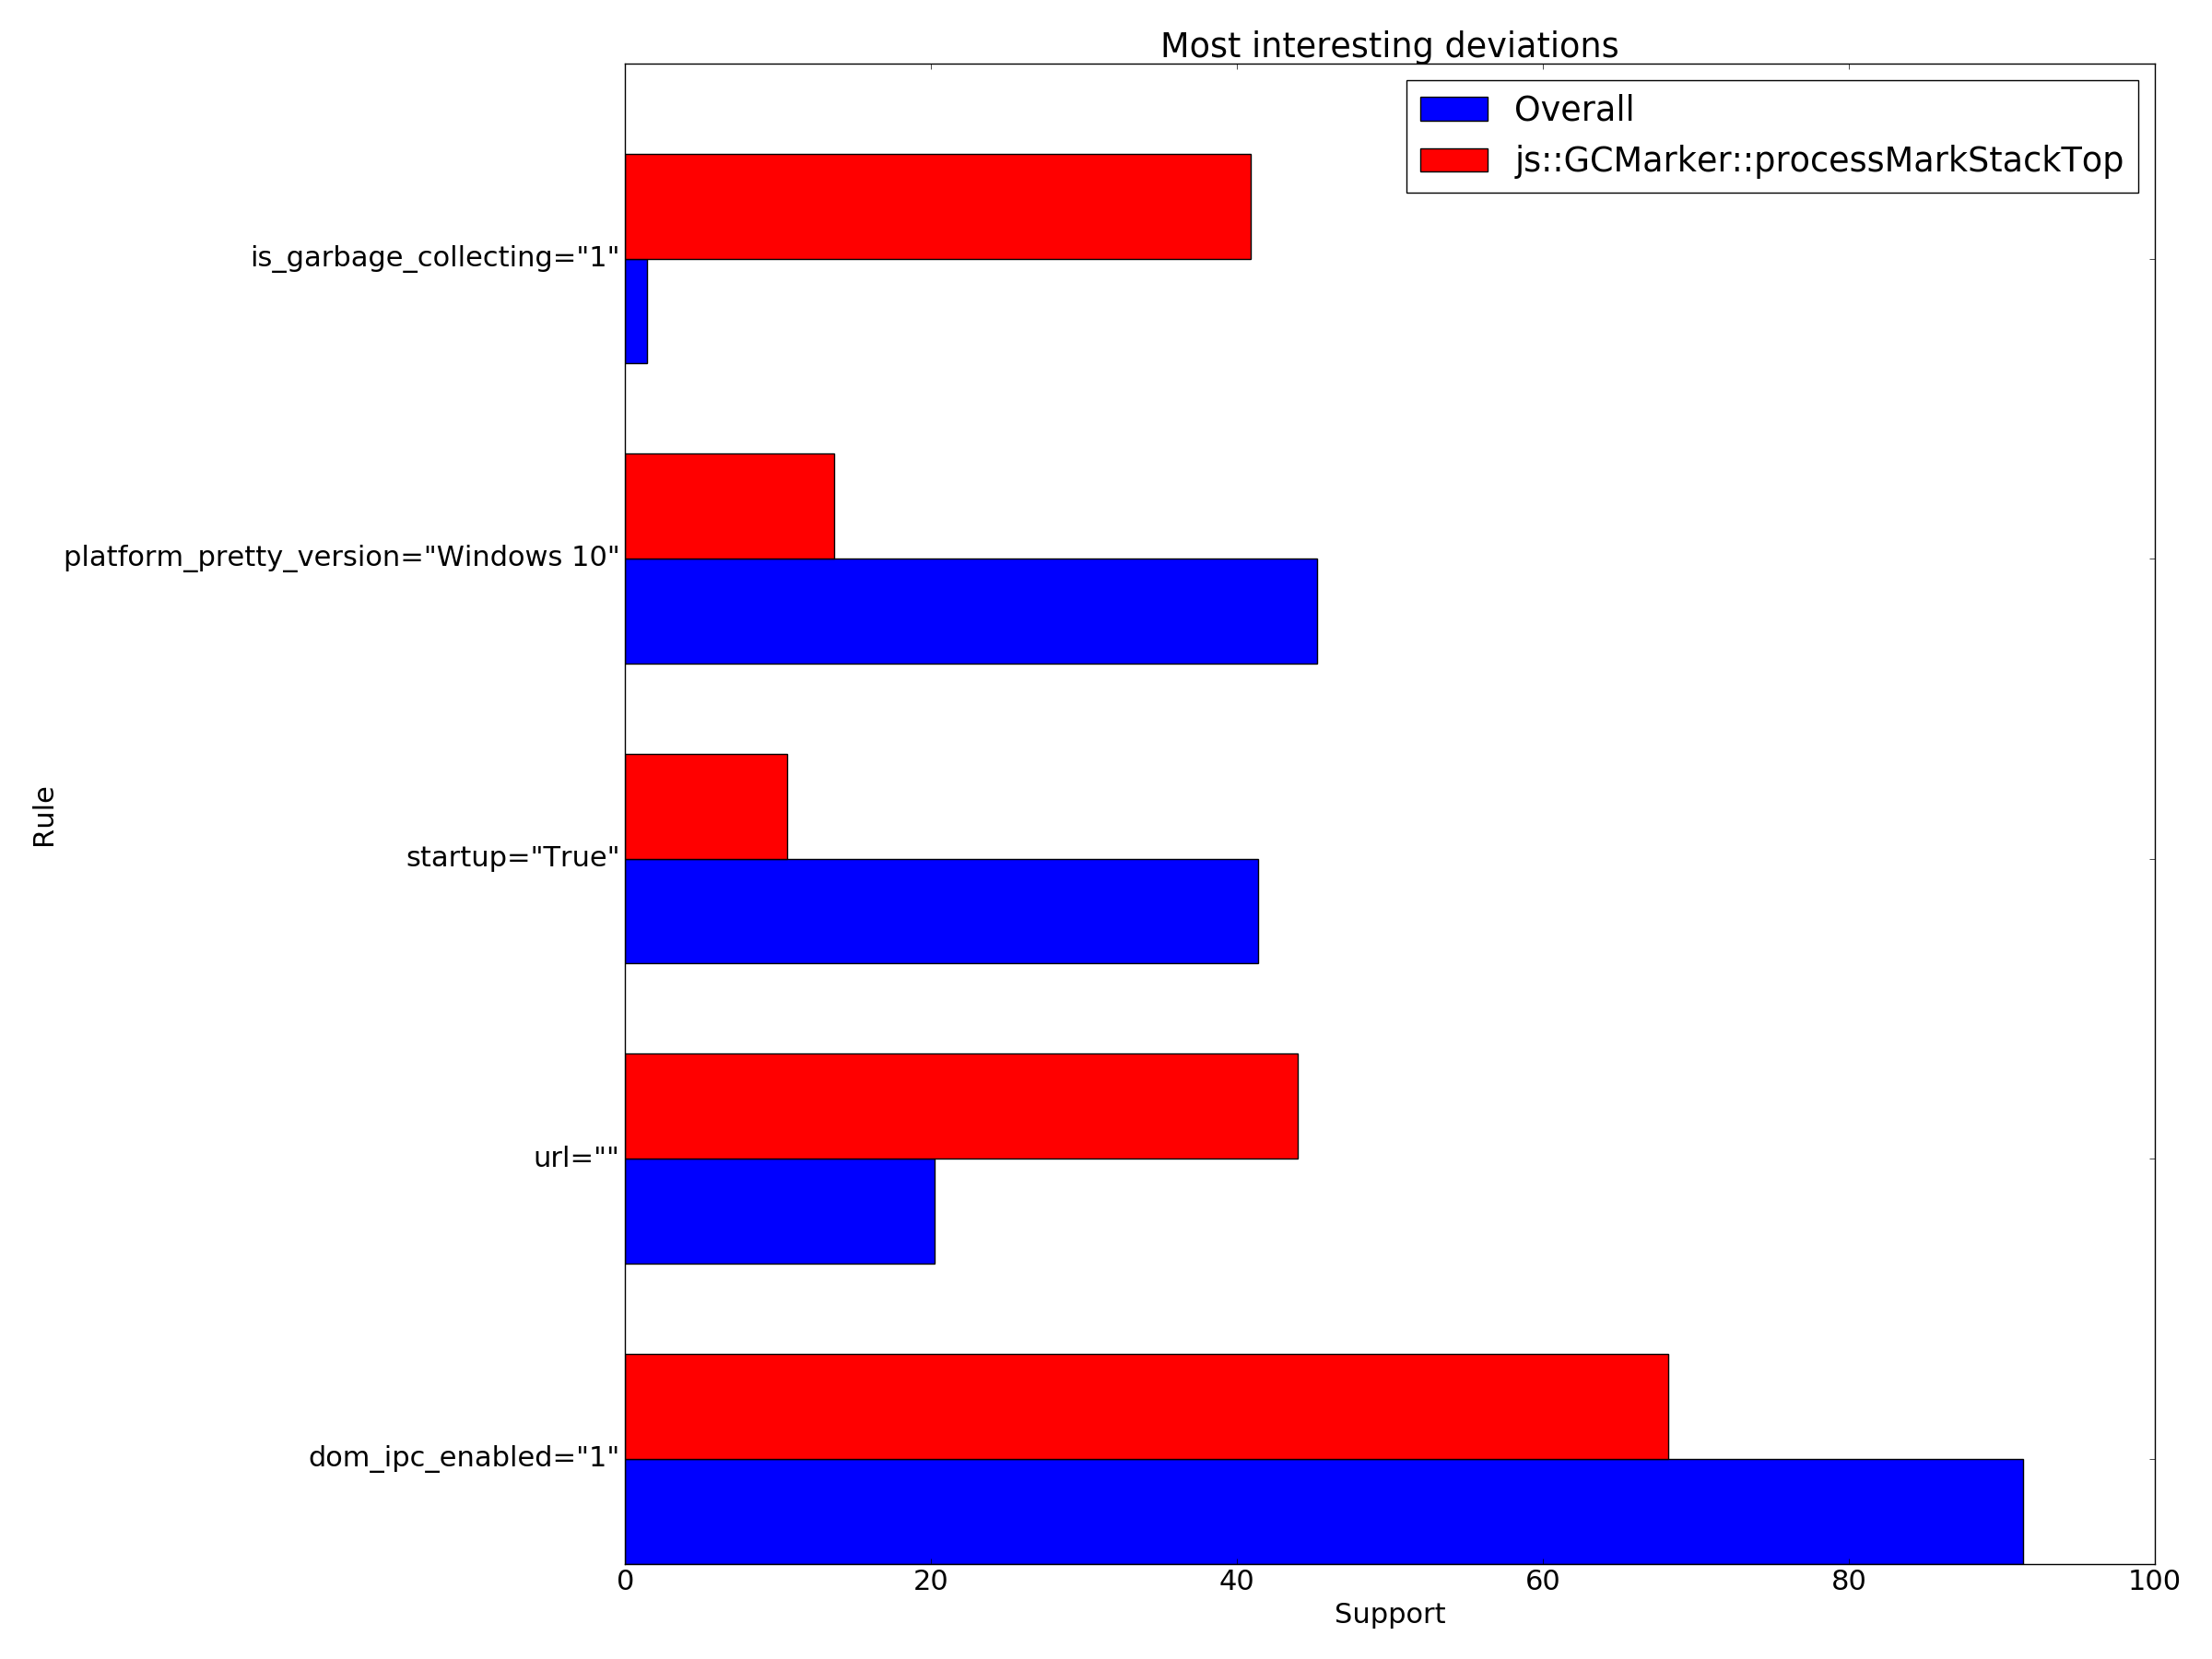 Most interesting deviations
Overall
js::GCMarker::processMarkStackTop
is_garbage_collecting="1"
platform_pretty_version="Windows 10"
startup="True"
url=""
dom_ipc_enabled="1"
Rule
0 20 40 60 80 100
Support